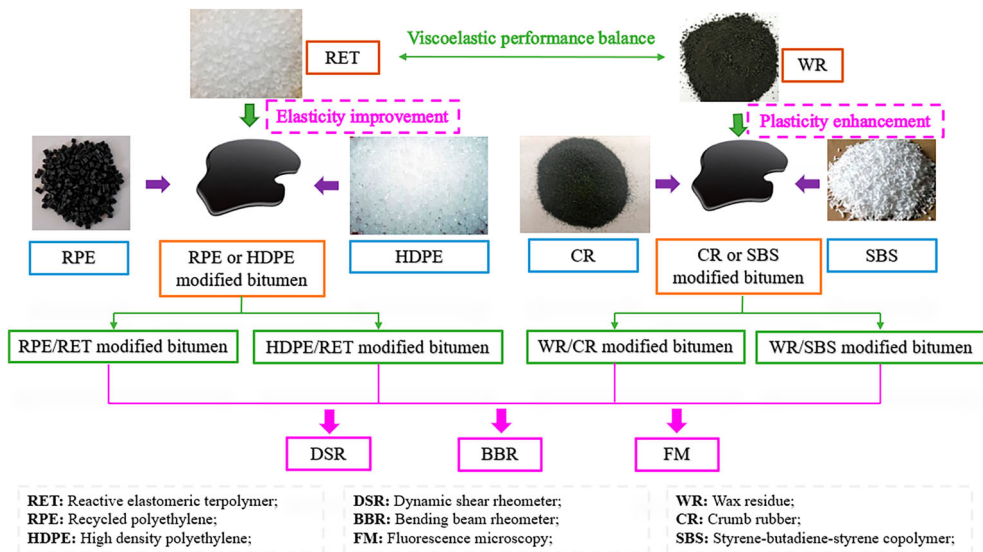 Viscoelastic performance balance
RET
WR
Elasticity improvement
Plasticity enhancement
RPE
HDPE
CR
SBS
RPE or HDPE
modified bitumen
CR or SBS
modified bitumen
RPE/RET modified bitumen
HDPE/RET modified bitumen
WR/CR modified bitumen
WR/SBS modified bitumen
DSR
BBR
FM
RET: Reactive elastomeric terpolymer;
RPE: Recycled polyethylene;
HDPE: High density polyethylene;
DSR: Dynamic shear rheometer;
BBR: Bending beam rheometer;
FM: Fluorescence microscopy;
WR: Wax residue;
CR: Crumb rubber;
SBS: Styrene-butadiene-styrene copolymer;